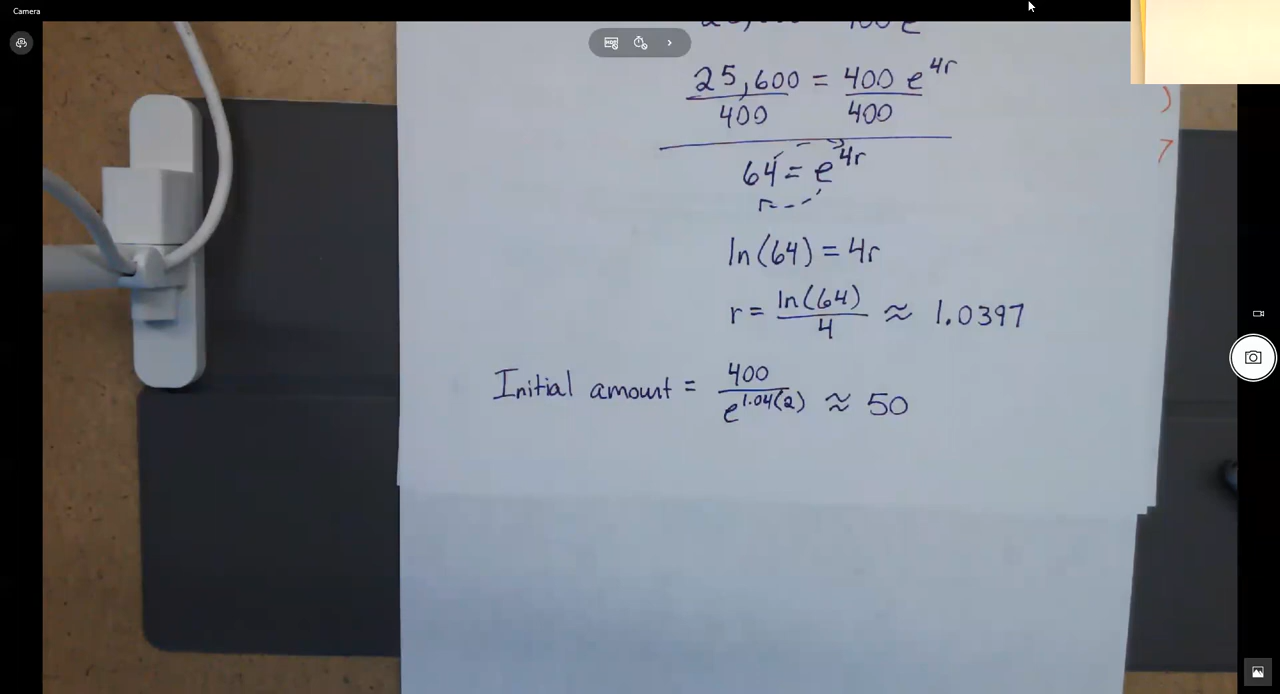 Camera
25,600 = 400 e^4r
400 400
64 = e^4r
ln(64) = 4r
r = ln(64)/4 ≈ 1.0397
Initial amount = 400/e^1.04(2) ≈ 50